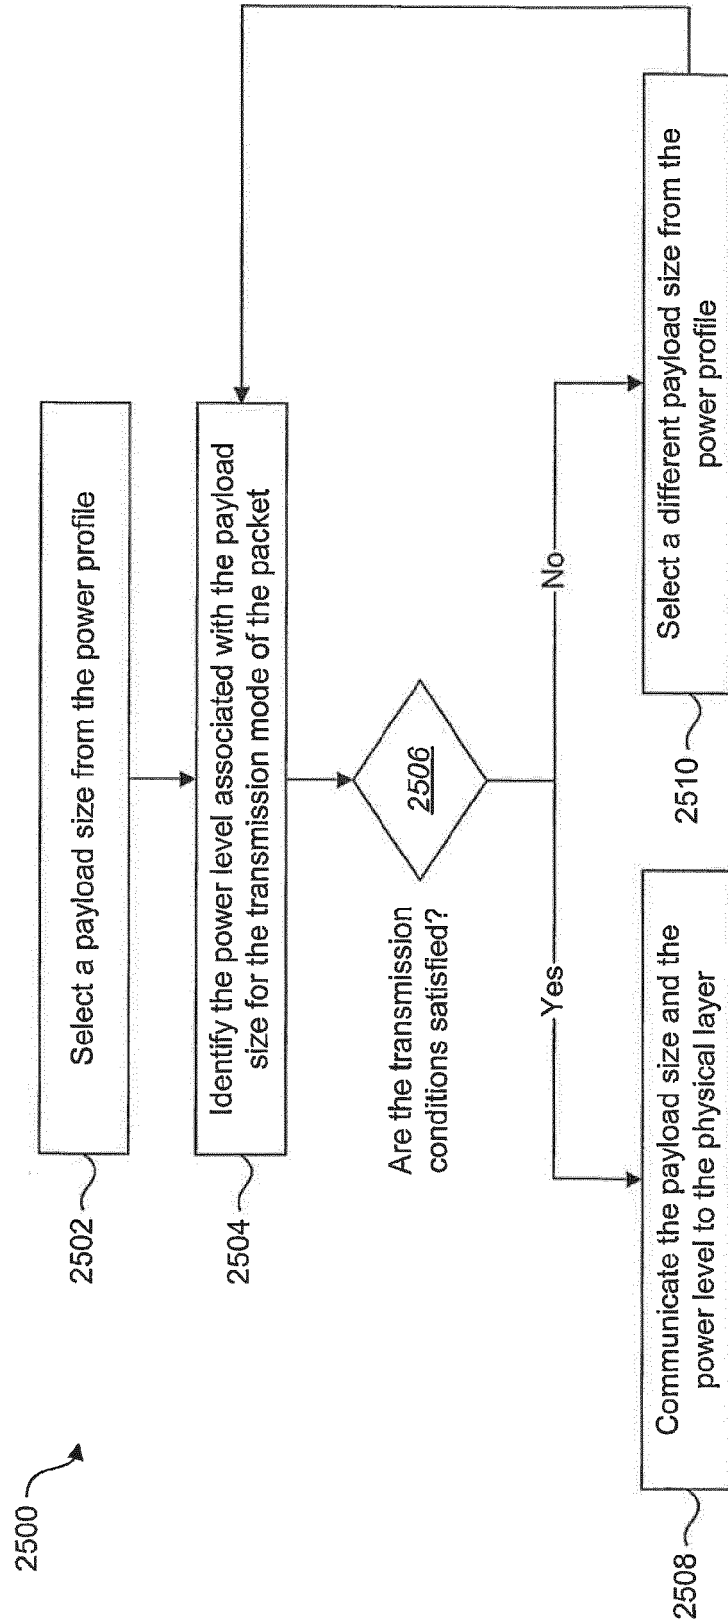 2500
2502
Select a payload size from the power profile
2504
Identify the power level associated with the payload
size for the transmission mode of the packet
Are the transmission
conditions satisfied?
2506
Yes
No
2508
Communicate the payload size and the
power level to the physical layer
2510
Select a different payload size from the
power profile